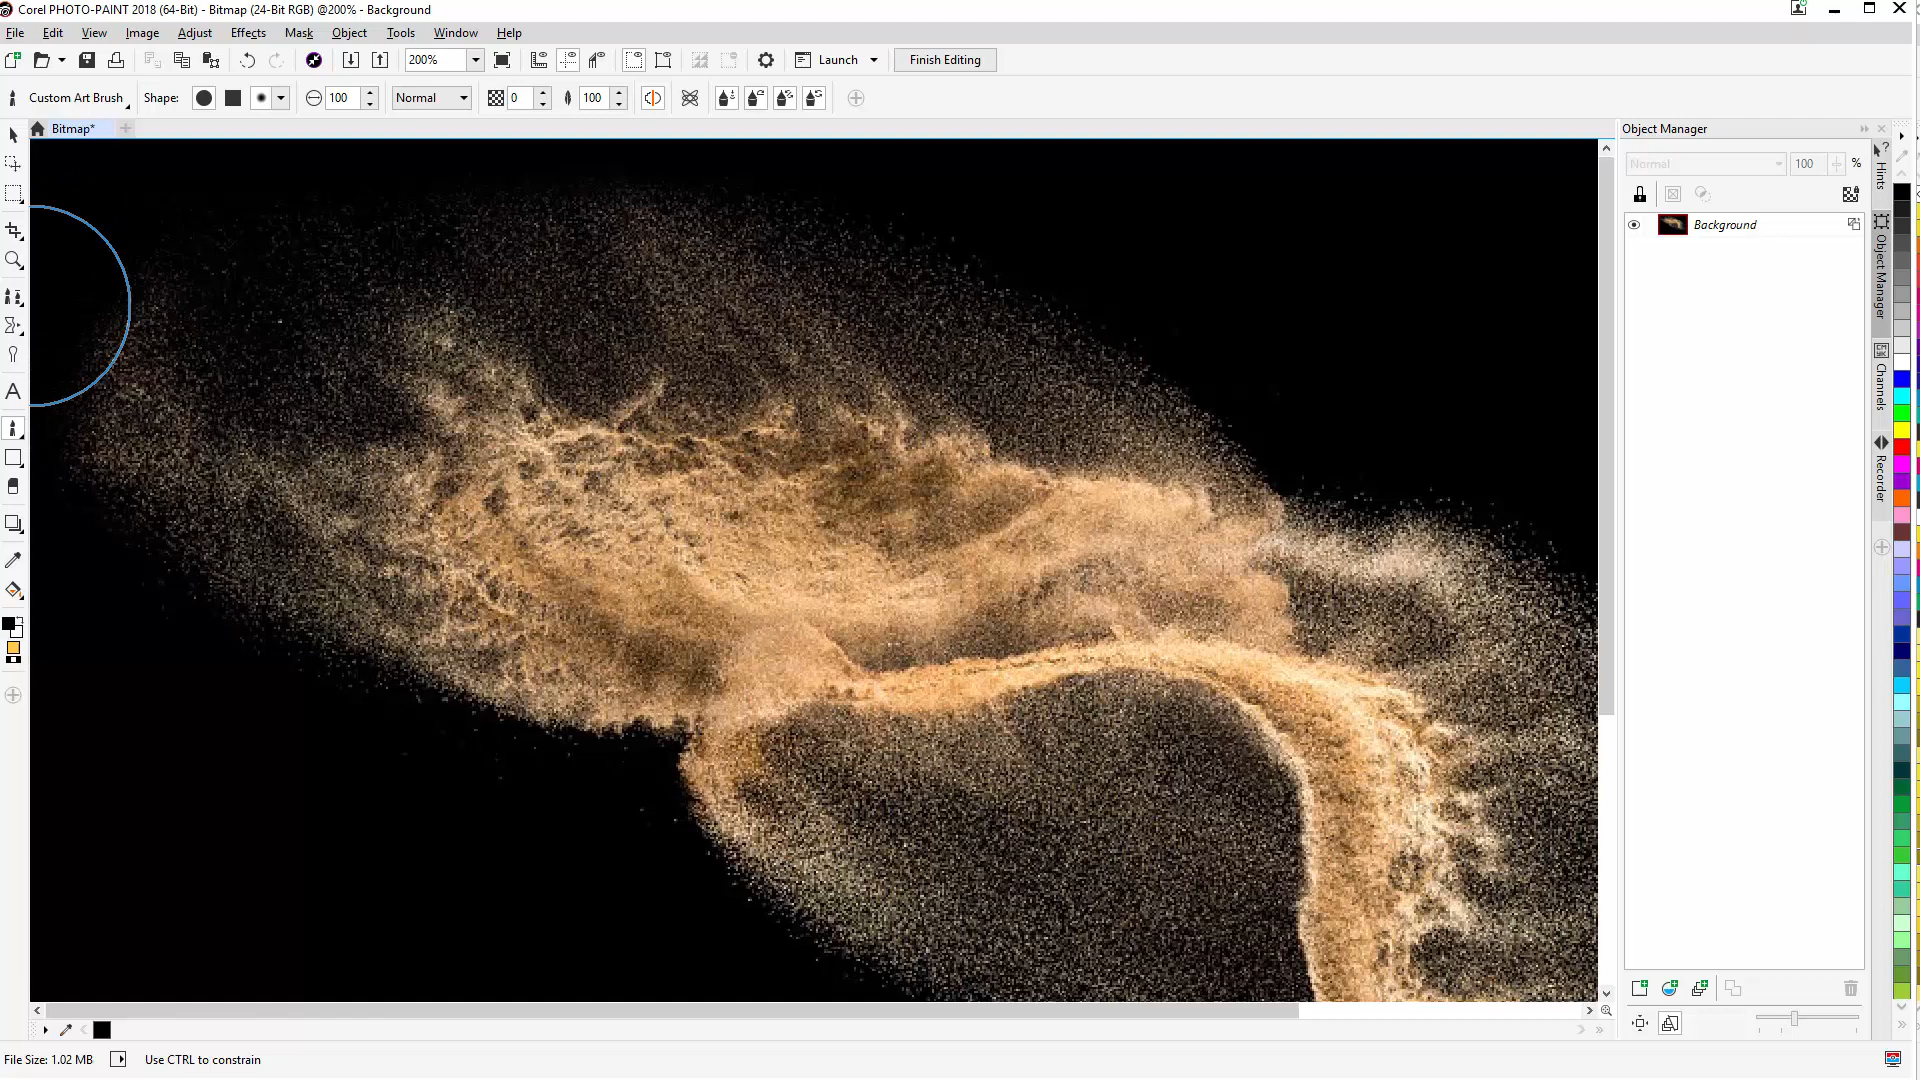 Corel PHOTO-PAINT 2018 (64-Bit) - Bitmap (24-Bit RGB) @200% - Background
File Edit View Image Adjust Effects Mask Object Tools Window Help
200% Launch Finish Editing
Custom Art Brush Shape: 100 Normal 0 100
Bitmap*
Object Manager
Normal 100 %
Background
Hints
Object Manager
Channels
Recorder
File Size: 1.02 MB Use CTRL to constrain